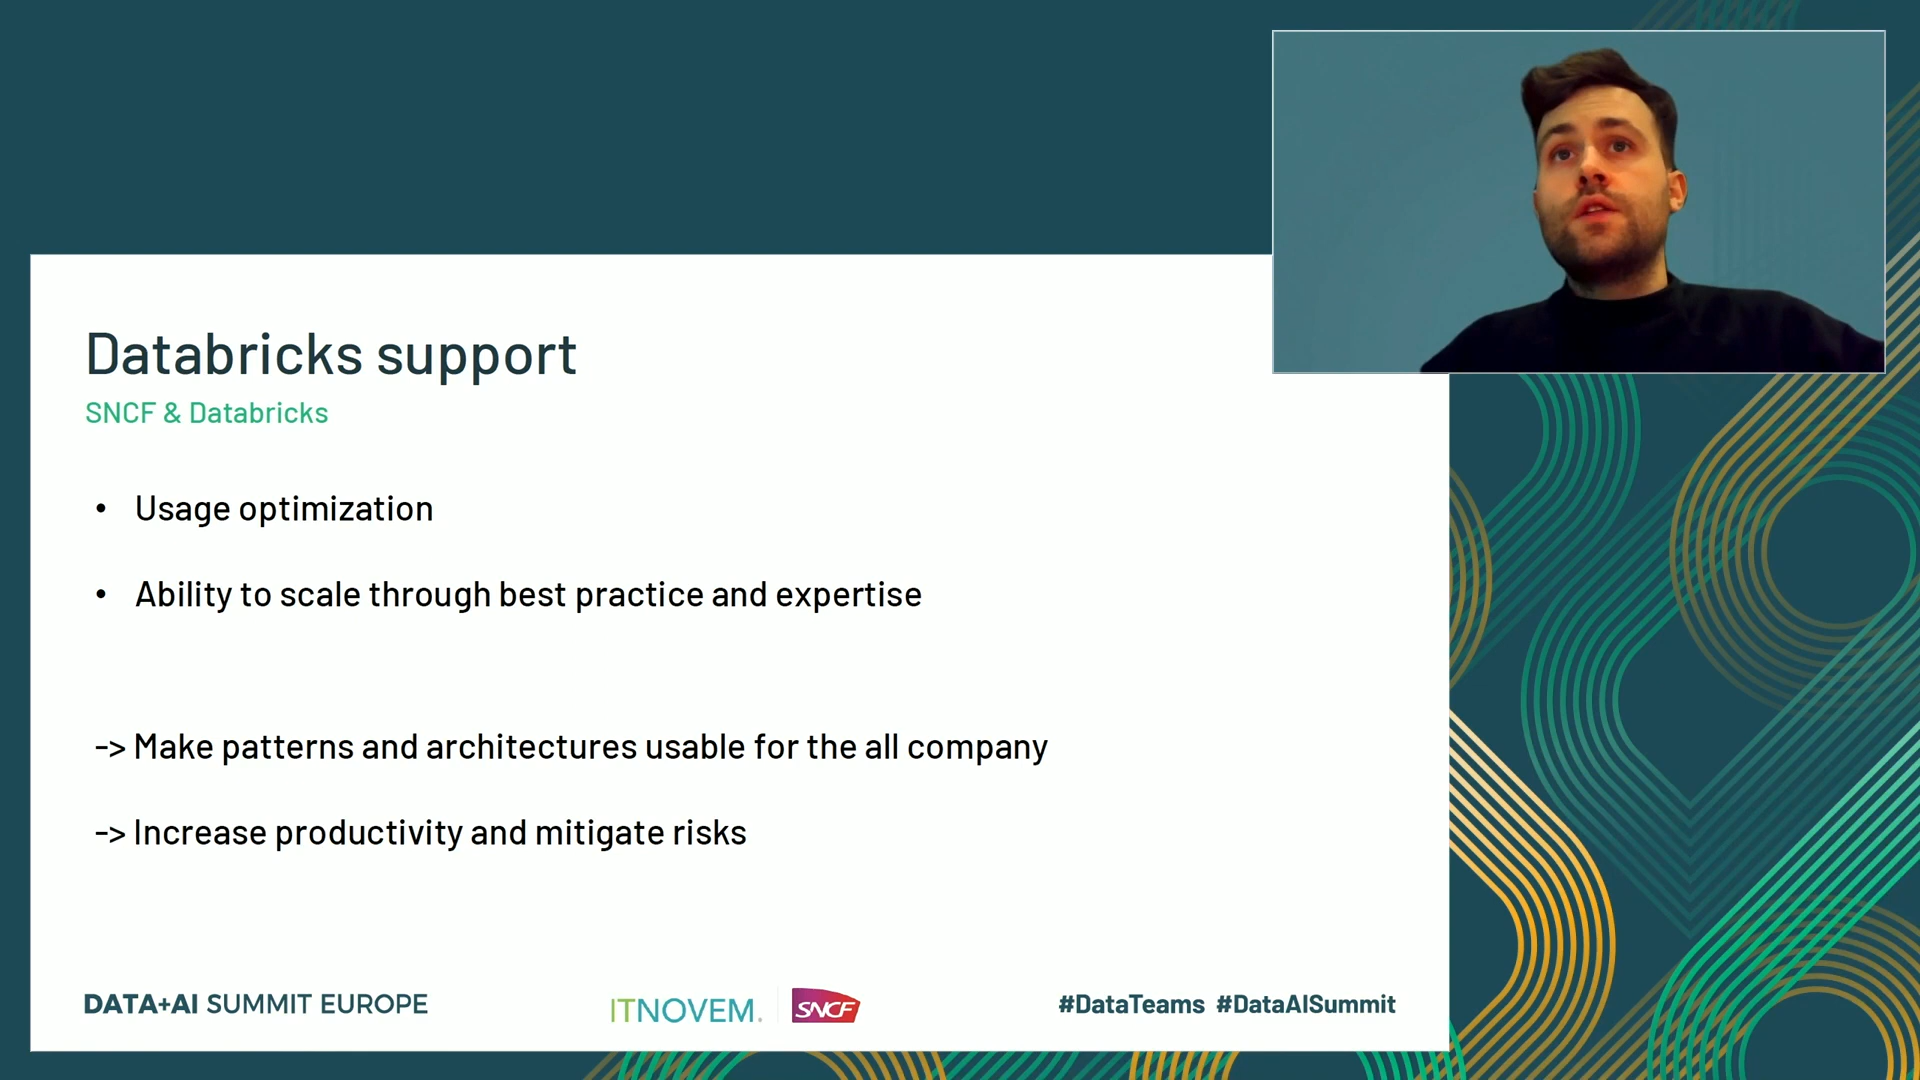 Databricks support
SNCF & Databricks
• Usage optimization
• Ability to scale through best practice and expertise
-> Make patterns and architectures usable for the all company
-> Increase productivity and mitigate risks
DATA+AI SUMMIT EUROPE
ITNOVEM.
SNCF
#DataTeams #DataAISummit